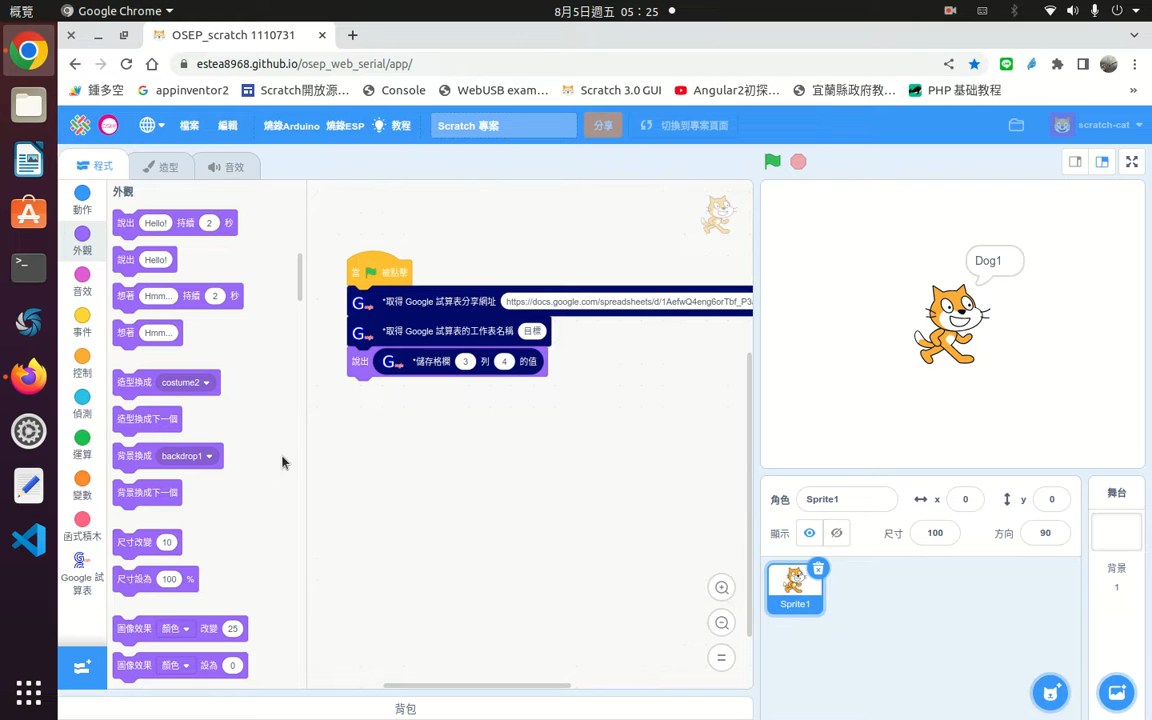 概覽
Google Chrome
8月5日週五 05：25
OSEP_scratch 1110731
estea8968.github.io/osep_web_serial/app/
鍾多空
appinventor2
Scratch開放源…
Console
WebUSB exam…
Scratch 3.0 GUI
Angular2初探…
宜蘭縣政府教…
PHP 基础教程
檔案
編輯
燒錄Arduino
燒錄ESP
教程
Scratch 專案
分享
切換到專案頁面
scratch-cat
程式
造型
音效
動作
外觀
音效
事件
控制
偵測
運算
變數
函式積木
Google 試
算表
外觀
說出 Hello! 持續 2 秒
說出 Hello!
想著 Hmm... 持續 2 秒
想著 Hmm...
造型換成 costume2
造型換成下一個
背景換成 backdrop1
背景換成下一個
尺寸改變 10
尺寸設為 100 %
圖像效果 顏色 改變 25
圖像效果 顏色 設為 0
當 被點擊
*取得 Google 試算表分享網址 https://docs.google.com/spreadsheets/d/1AefwQ4eng6orTbf_P3
*取得 Google 試算表的工作表名稱 目標
說出 *儲存格欄 3 列 4 的值
背包
Dog1
角色 Sprite1 x 0 y 0
顯示 尺寸 100 方向 90
Sprite1
舞台
背景
1